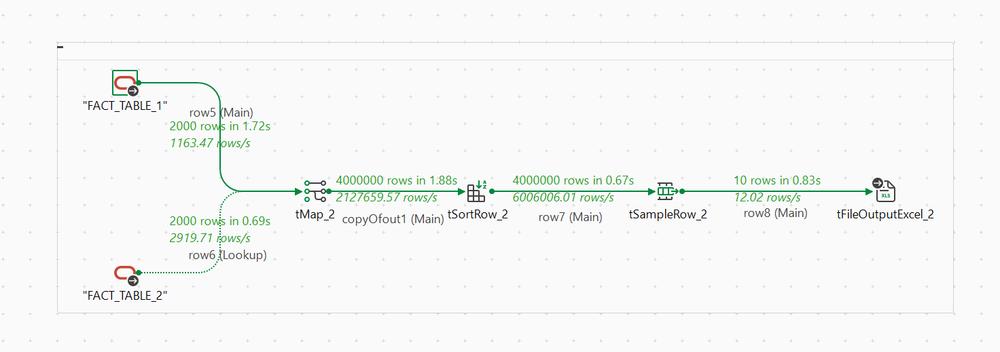 "FACT_TABLE_1"
row5 (Main)
2000 rows in 1.72s
1163.47 rows/s
4000000 rows in 1.88s
2127659.57 rows/s
tMap_2
copyOfout1 (Main)
tSortRow_2
4000000 rows in 0.67s
6006006.01 rows/s
row7 (Main)
tSampleRow_2
10 rows in 0.83s
12.02 rows/s
row8 (Main)
XLS
tFileOutputExcel_2
2000 rows in 0.69s
2919.71 rows/s
row6 (Lookup)
"FACT_TABLE_2"
A
Z